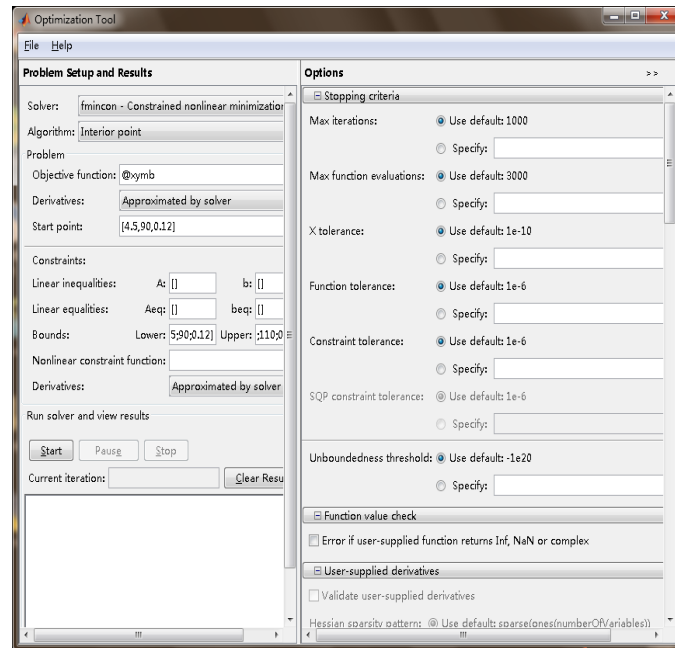 Optimization Tool
File Help
Problem Setup and Results
Solver: fmincon - Constrained nonlinear minimization
Algorithm: Interior point
Problem
Objective function: @xymb
Derivatives: Approximated by solver
Start point: [4.5,90,0.12]
Constraints:
Linear inequalities: A: [] b: []
Linear equalities: Aeq: [] beq: []
Bounds: Lower: 5;90;0.12] Upper: ;110;0
Nonlinear constraint function:
Derivatives: Approximated by solver
Run solver and view results
Start Pause Stop
Current iteration: Clear Resu
Options >>
Stopping criteria
Max iterations: Use default: 1000
Specify:
Max function evaluations: Use default: 3000
Specify:
X tolerance: Use default: 1e-10
Specify:
Function tolerance: Use default: 1e-6
Specify:
Constraint tolerance: Use default: 1e-6
Specify:
SQP constraint tolerance: Use default: 1e-6
Specify:
Unboundedness threshold: Use default: -1e20
Specify:
Function value check
Error if user-supplied function returns Inf, NaN or complex
User-supplied derivatives
Validate user-supplied derivatives
Hessian sparsity pattern: Use default: sparse(ones(numberOfVariables))